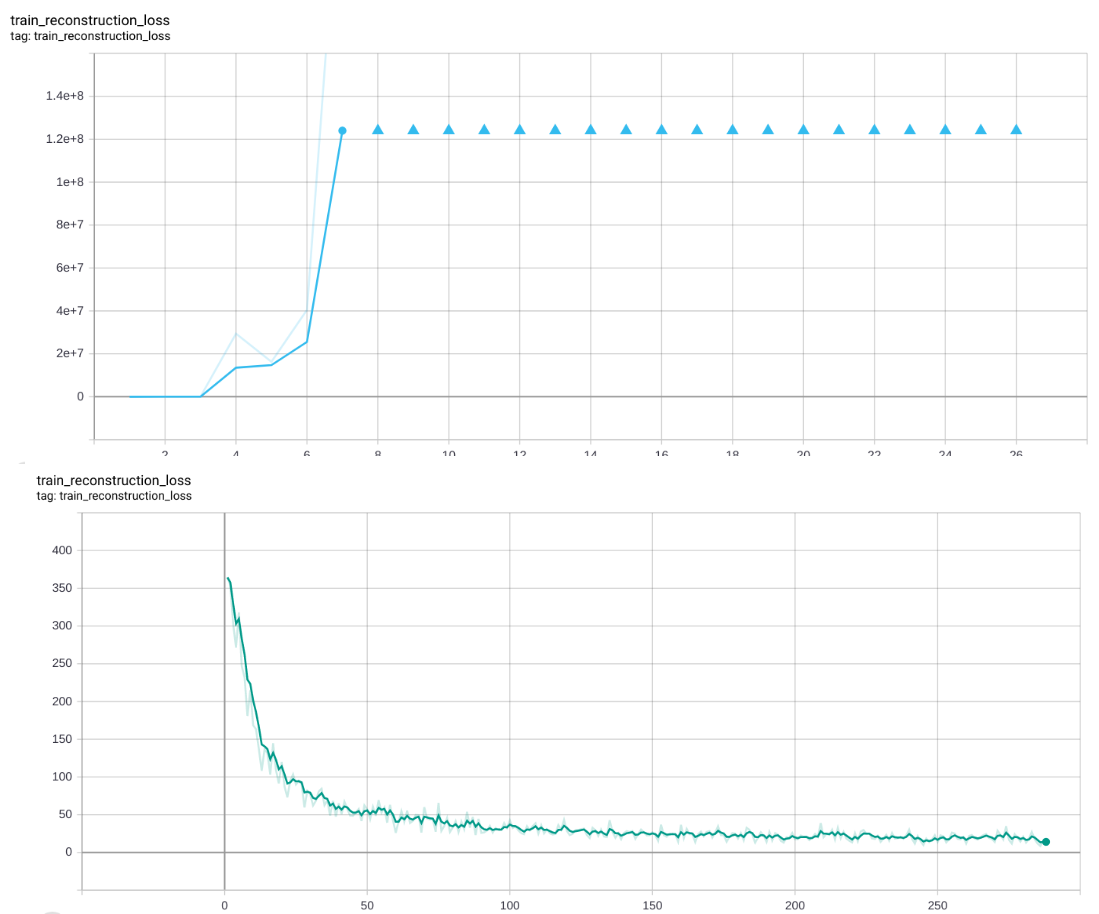 train_reconstruction_loss
tag: train_reconstruction_loss
1.4e+8
1.2e+8
1e+8
8e+7
6e+7
4e+7
2e+7
0
2 4 6 8 10 12 14 16 18 20 22 24 26
train_reconstruction_loss
tag: train_reconstruction_loss
400
350
300
250
200
150
100
50
0
0 50 100 150 200 250